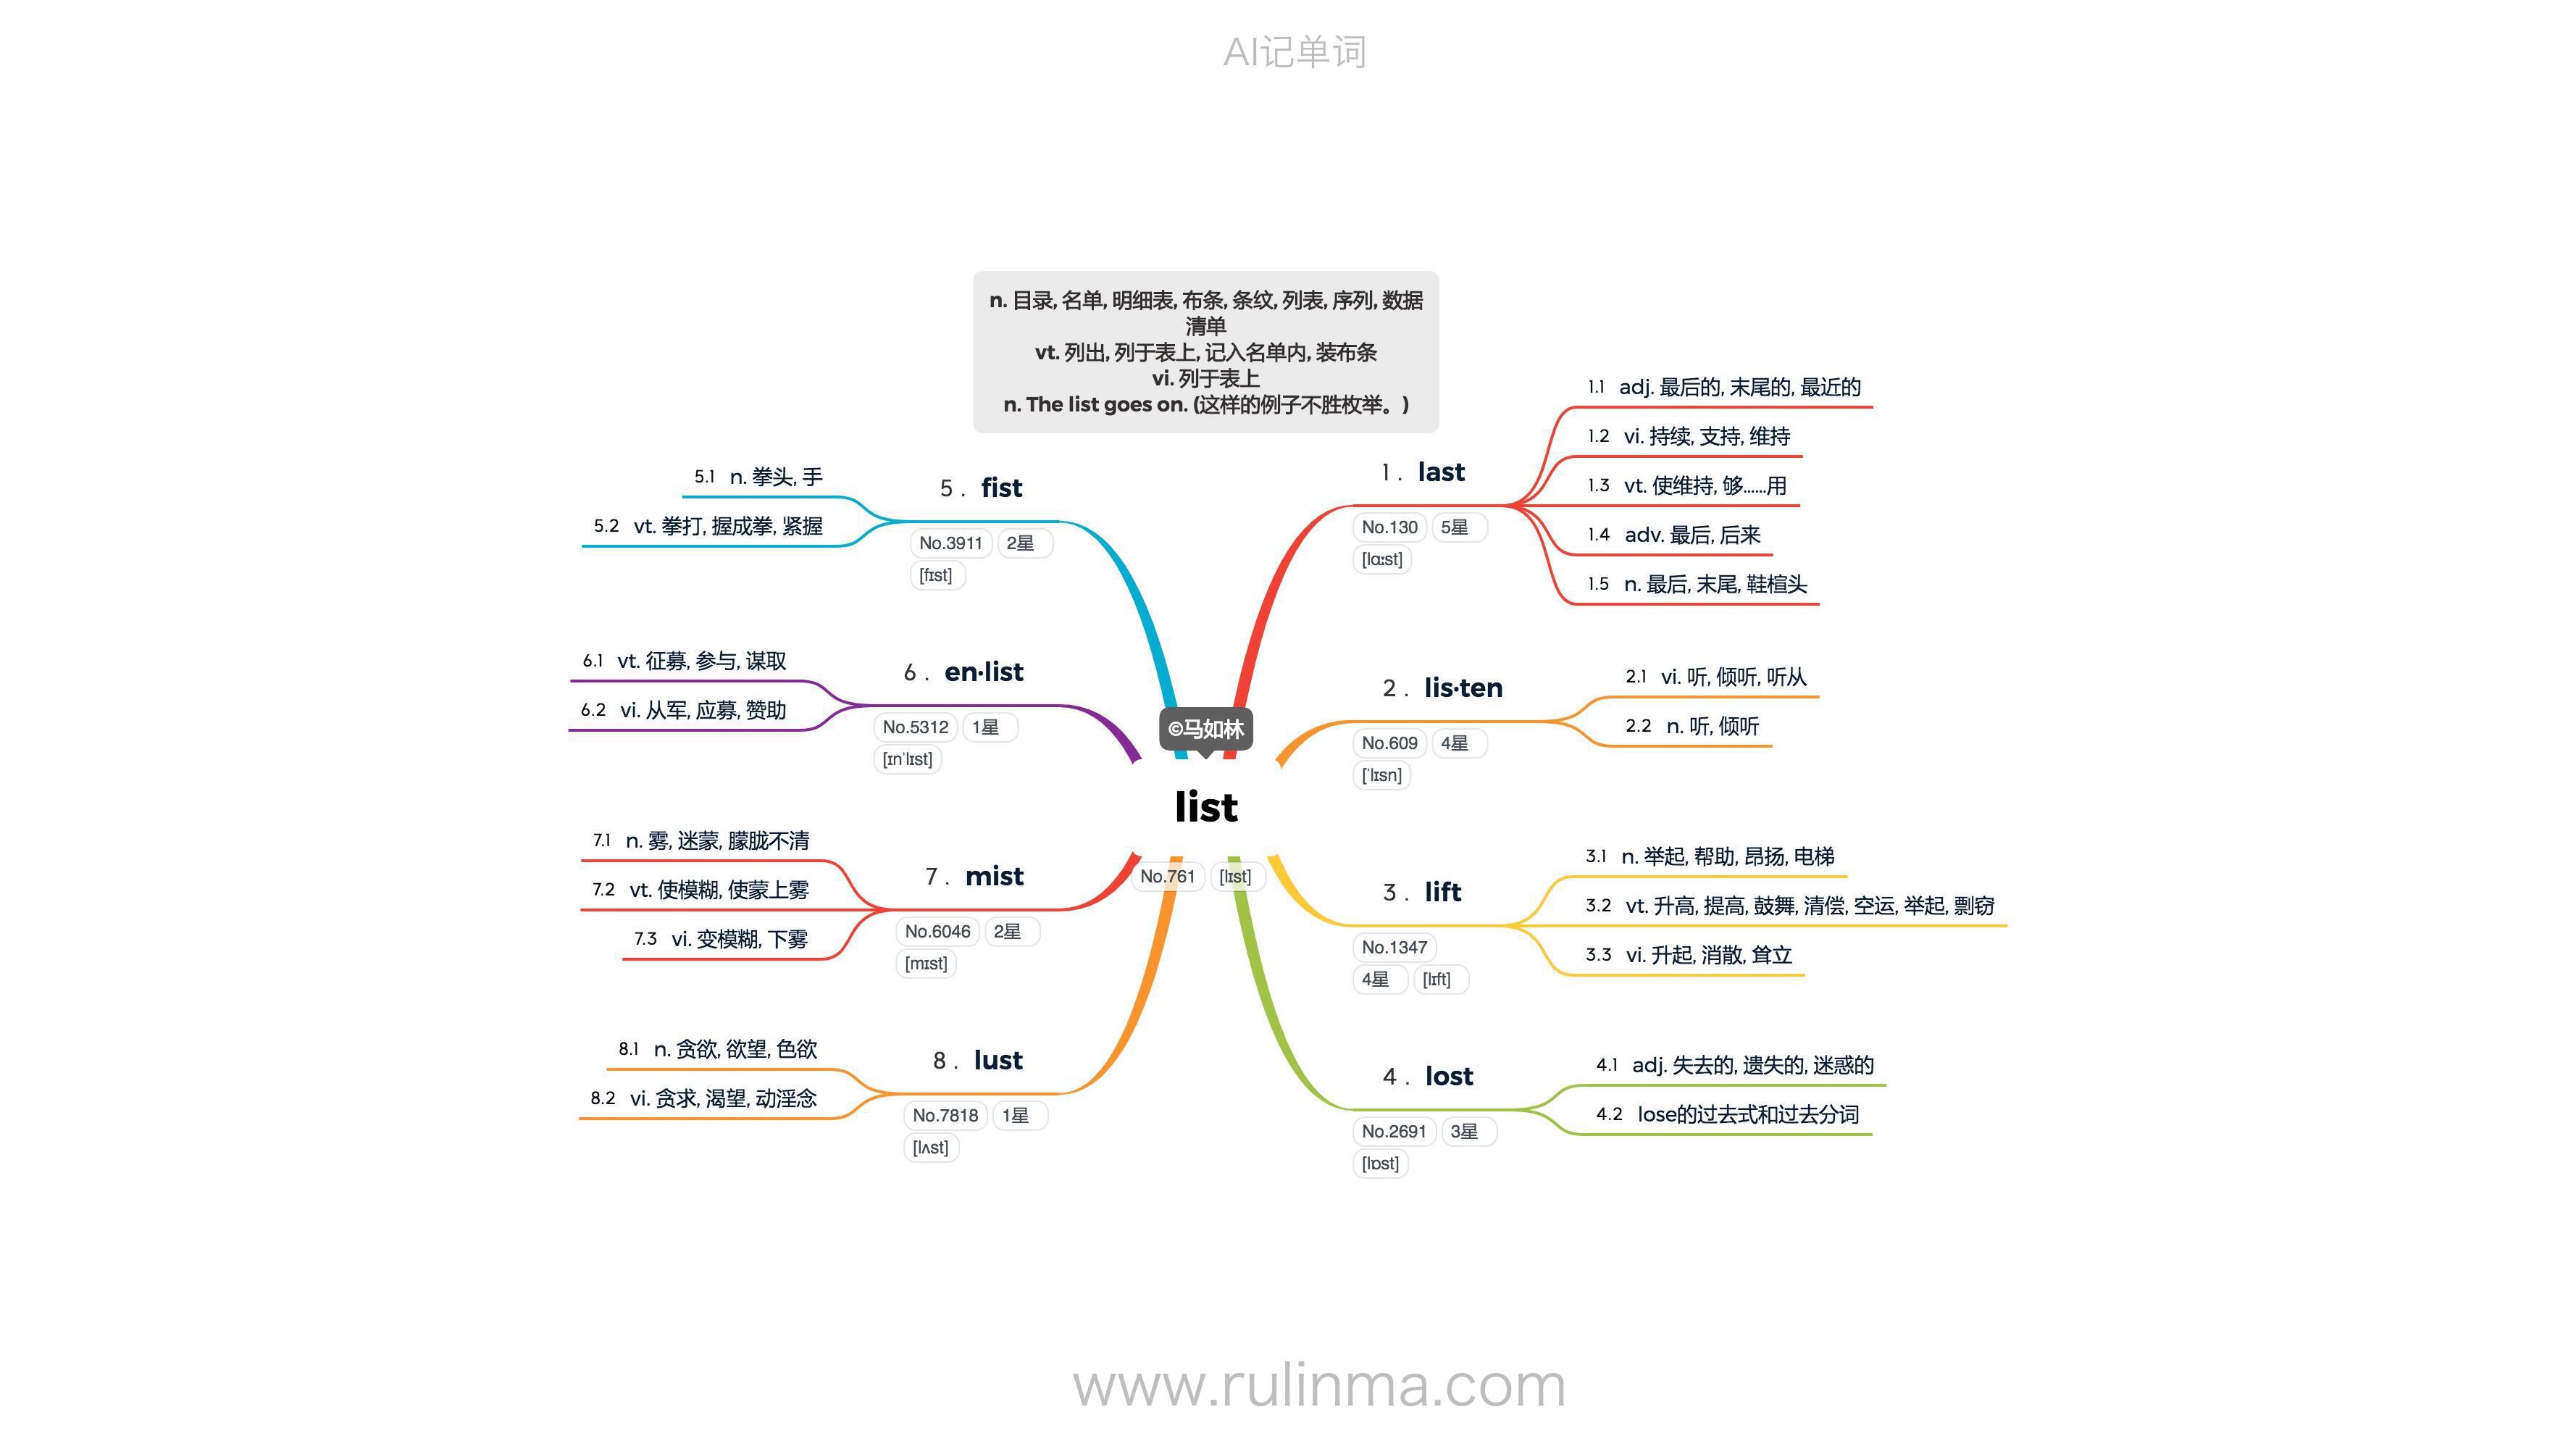 AI记单词
n. 目录, 名单, 明细表, 布条, 条纹, 列表, 序列, 数据
清单
vt. 列出, 列于表上, 记入名单内, 装布条
vi. 列于表上
n. The list goes on. (这样的例子不胜枚举。)
©马如林
list
No.761 [lɪst]
1 . last
No.130 5星
[lɑːst]
1.1 adj. 最后的, 末尾的, 最近的
1.2 vi. 持续, 支持, 维持
1.3 vt. 使维持, 够......用
1.4 adv. 最后, 后来
1.5 n. 最后, 末尾, 鞋楦头
2 . lis·ten
No.609 4星
[ˈlɪsn]
2.1 vi. 听, 倾听, 听从
2.2 n. 听, 倾听
3 . lift
No.1347
4星 [lɪft]
3.1 n. 举起, 帮助, 昂扬, 电梯
3.2 vt. 升高, 提高, 鼓舞, 清偿, 空运, 举起, 剽窃
3.3 vi. 升起, 消散, 耸立
4 . lost
No.2691 3星
[lɒst]
4.1 adj. 失去的, 遗失的, 迷惑的
4.2 lose的过去式和过去分词
5 . fist
No.3911 2星
[fɪst]
5.1 n. 拳头, 手
5.2 vt. 拳打, 握成拳, 紧握
6 . en·list
No.5312 1星
[ɪnˈlɪst]
6.1 vt. 征募, 参与, 谋取
6.2 vi. 从军, 应募, 赞助
7 . mist
No.6046 2星
[mɪst]
7.1 n. 雾, 迷蒙, 朦胧不清
7.2 vt. 使模糊, 使蒙上雾
7.3 vi. 变模糊, 下雾
8 . lust
No.7818 1星
[lʌst]
8.1 n. 贪欲, 欲望, 色欲
8.2 vi. 贪求, 渴望, 动淫念
www.rulinma.com